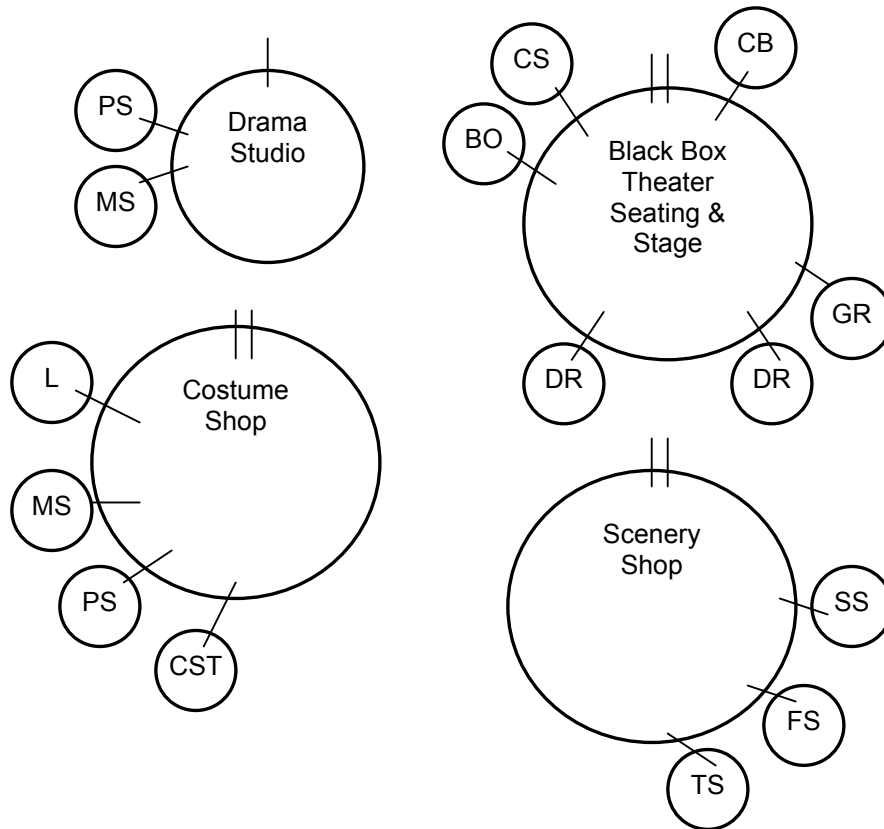 PS
MS
Drama
Studio
CS
CB
BO
Black Box
Theater
Seating &
Stage
GR
DR
DR
L
MS
PS
CST
Costume
Shop
Scenery
Shop
SS
FS
TS